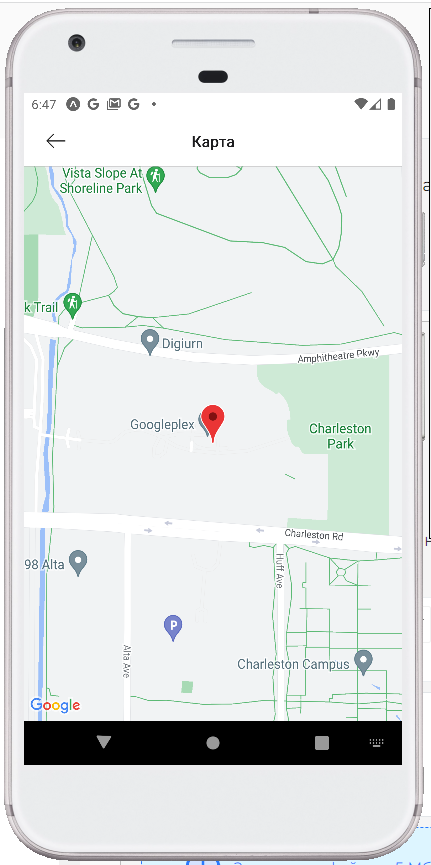 6:47
Карта
Vista Slope At
Shoreline Park
k Trail
Digiurn
Amphitheatre Pkwy
Googleplex
Charleston
Park
Charleston Rd
98 Alta
Huff Ave
Alta Ave
P
Charleston Campus
Google